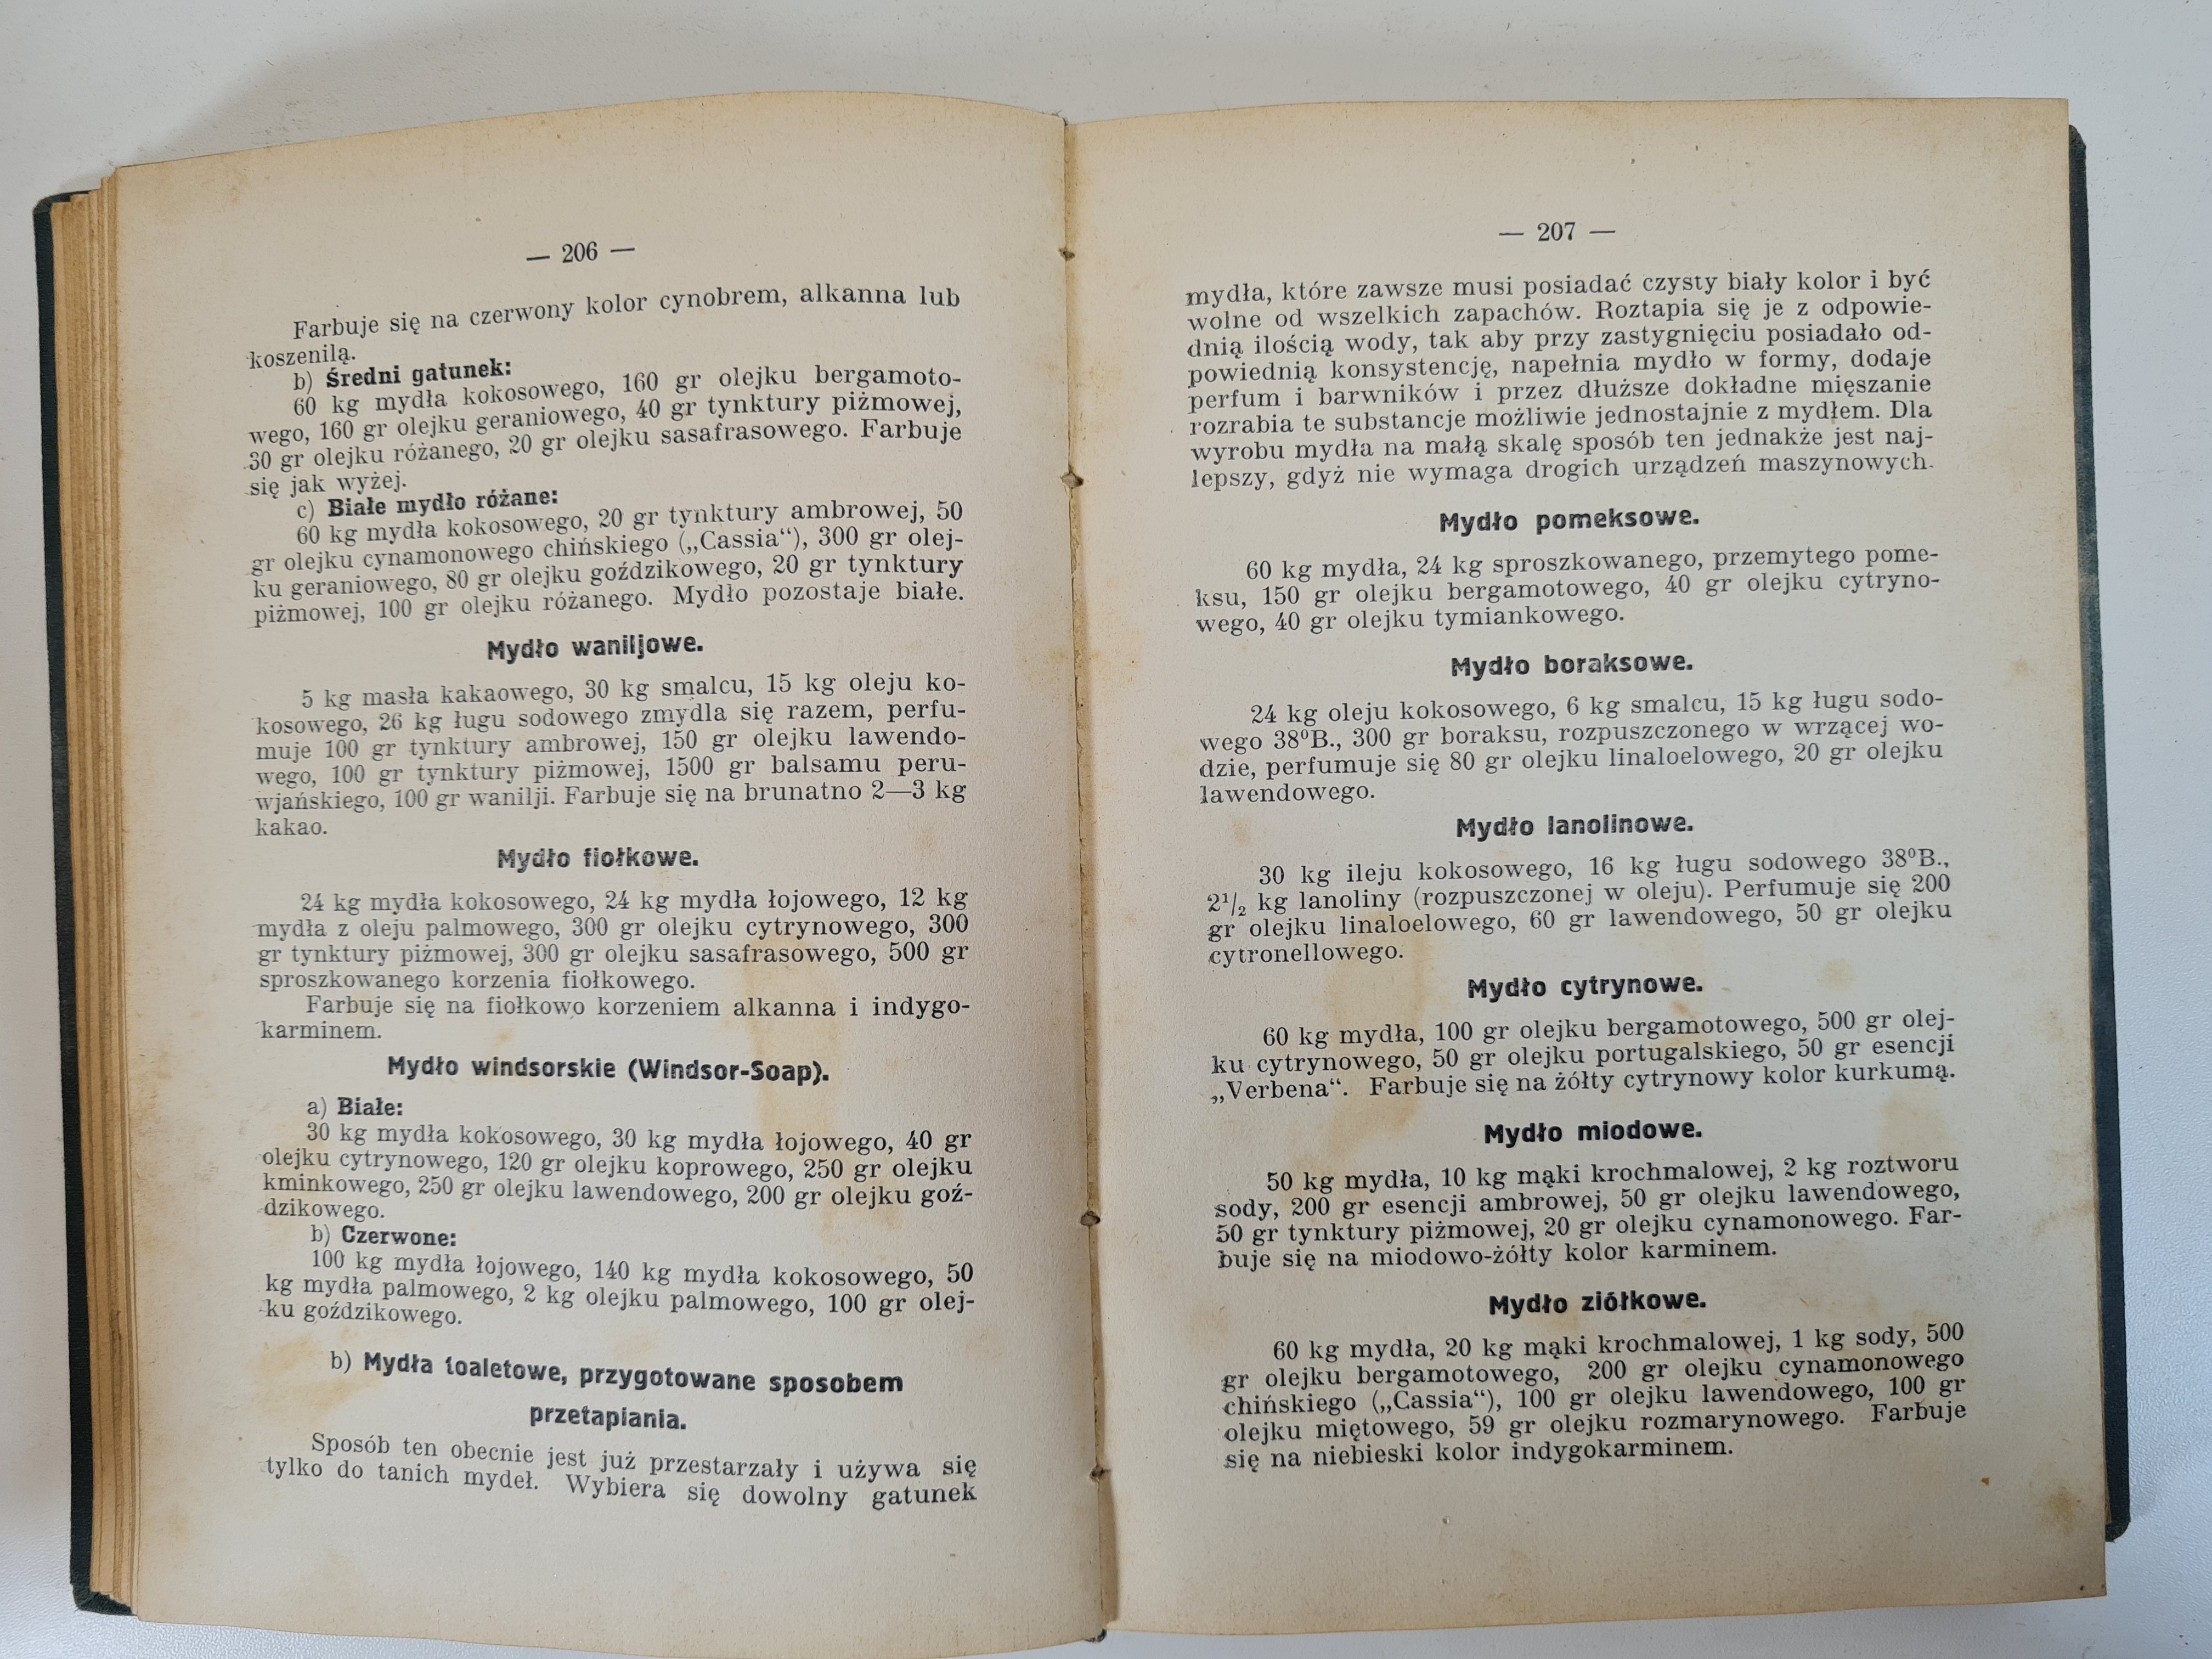 — 206 —
Farbuje się na czerwony kolor cynobrem, alkanna lub
koszenilą.
b) Średni gatunek:
60 kg mydła kokosowego, 160 gr olejku bergamoto-
wego, 160 gr olejku geraniowego, 40 gr tynktury piżmowej,
30 gr olejku różanego, 20 gr olejku sasafrasowego. Farbuje
się jak wyżej.
c) Białe mydło różane:
60 kg mydła kokosowego, 20 gr tynktury ambrowej, 50
gr olejku cynamonowego chińskiego („Cassia“), 300 gr olej-
ku geraniowego, 80 gr olejku goździkowego, 20 gr tynktury
piżmowej, 100 gr olejku różanego. Mydło pozostaje białe.
Mydło waniljowe.
5 kg masła kakaowego, 30 kg smalcu, 15 kg oleju ko-
kosowego, 26 kg ługu sodowego zmydla się razem, perfu-
muje 100 gr tynktury ambrowej, 150 gr olejku lawendo-
wego, 100 gr tynktury piżmowej, 1500 gr balsamu peru-
wjańskiego, 100 gr wanilji. Farbuje się na brunatno 2—3 kg
kakao.
Mydło fiołkowe.
24 kg mydła kokosowego, 24 kg mydła łojowego, 12 kg
mydła z oleju palmowego, 300 gr olejku cytrynowego, 300
gr tynktury piżmowej, 300 gr olejku sasafrasowego, 500 gr
sproszkowanego korzenia fiołkowego.
Farbuje się na fiołkowo korzeniem alkanna i indygo-
karminem.
Mydło windsorskie (Windsor-Soap).
a) Białe:
30 kg mydła kokosowego, 30 kg mydła łojowego, 40 gr
olejku cytrynowego, 120 gr olejku koprowego, 250 gr olejku
kminkowego, 250 gr olejku lawendowego, 200 gr olejku goź-
dzikowego.
b) Czerwone:
100 kg mydła łojowego, 140 kg mydła kokosowego, 50
kg mydła palmowego, 2 kg olejku palmowego, 100 gr olej-
ku goździkowego.
b) Mydła toaletowe, przygotowane sposobem
przetapiania.
Sposób ten obecnie jest już przestarzały i używa się
tylko do tanich mydeł. Wybiera się dowolny gatunek
— 207 —
mydła, które zawsze musi posiadać czysty biały kolor i być
wolne od wszelkich zapachów. Roztapia się je z odpowie-
dnią ilością wody, tak aby przy zastygnięciu posiadało od-
powiednią konsystencję, napełnia mydło w formy, dodaje
perfum i barwników i przez dłuższe dokładne mięszanie
rozrabia te substancje możliwie jednostajnie z mydłem. Dla
wyrobu mydła na małą skalę sposób ten jednakże jest naj-
lepszy, gdyż nie wymaga drogich urządzeń maszynowych.
Mydło pomeksowe.
60 kg mydła, 24 kg sproszkowanego, przemytego pome-
ksu, 150 gr olejku bergamotowego, 40 gr olejku cytryno-
wego, 40 gr olejku tymiankowego.
Mydło boraksowe.
24 kg oleju kokosowego, 6 kg smalcu, 15 kg ługu sodo-
wego 38⁰B., 300 gr boraksu, rozpuszczonego w wrzącej wo-
dzie, perfumuje się 80 gr olejku linaloelowego, 20 gr olejku
lawendowego.
Mydło lanolinowe.
30 kg ileju kokosowego, 16 kg ługu sodowego 38⁰B.,
2¹/₂ kg lanoliny (rozpuszczonej w oleju). Perfumuje się 200
gr olejku linaloelowego, 60 gr lawendowego, 50 gr olejku
cytronellowego.
Mydło cytrynowe.
60 kg mydła, 100 gr olejku bergamotowego, 500 gr olej-
ku cytrynowego, 50 gr olejku portugalskiego, 50 gr esencji
„Verbena“. Farbuje się na żółty cytrynowy kolor kurkumą.
Mydło miodowe.
50 kg mydła, 10 kg mąki krochmalowej, 2 kg roztworu
sody, 200 gr esencji ambrowej, 50 gr olejku lawendowego,
50 gr tynktury piżmowej, 20 gr olejku cynamonowego. Far-
buje się na miodowo-żółty kolor karminem.
Mydło ziółkowe.
60 kg mydła, 20 kg mąki krochmalowej, 1 kg sody, 500
gr olejku bergamotowego, 200 gr olejku cynamonowego
chińskiego („Cassia“), 100 gr olejku lawendowego, 100 gr
olejku miętowego, 59 gr olejku rozmarynowego. Farbuje
się na niebieski kolor indygokarminem.